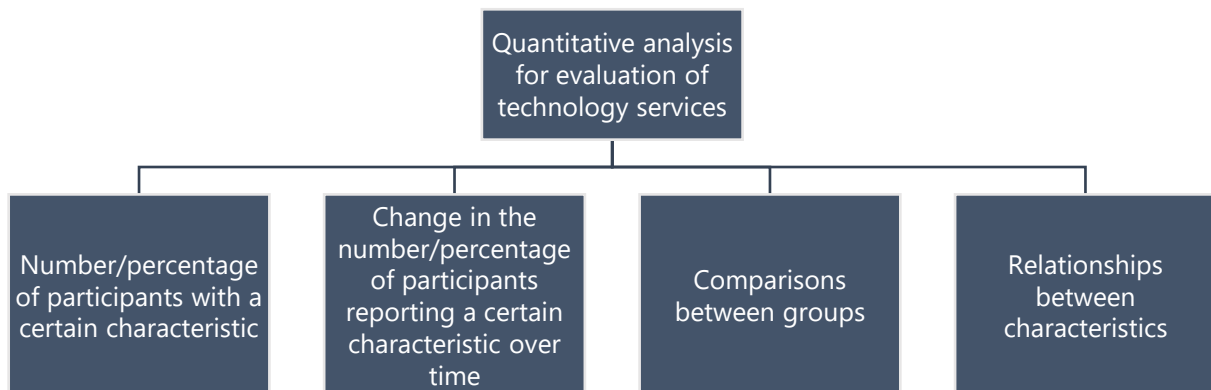 Quantitative analysis
for evaluation of
technology services
Number/percentage
of participants with a
certain characteristic
Change in the
number/percentage
of participants
reporting a certain
characteristic over
time
Comparisons
between groups
Relationships
between
characteristics